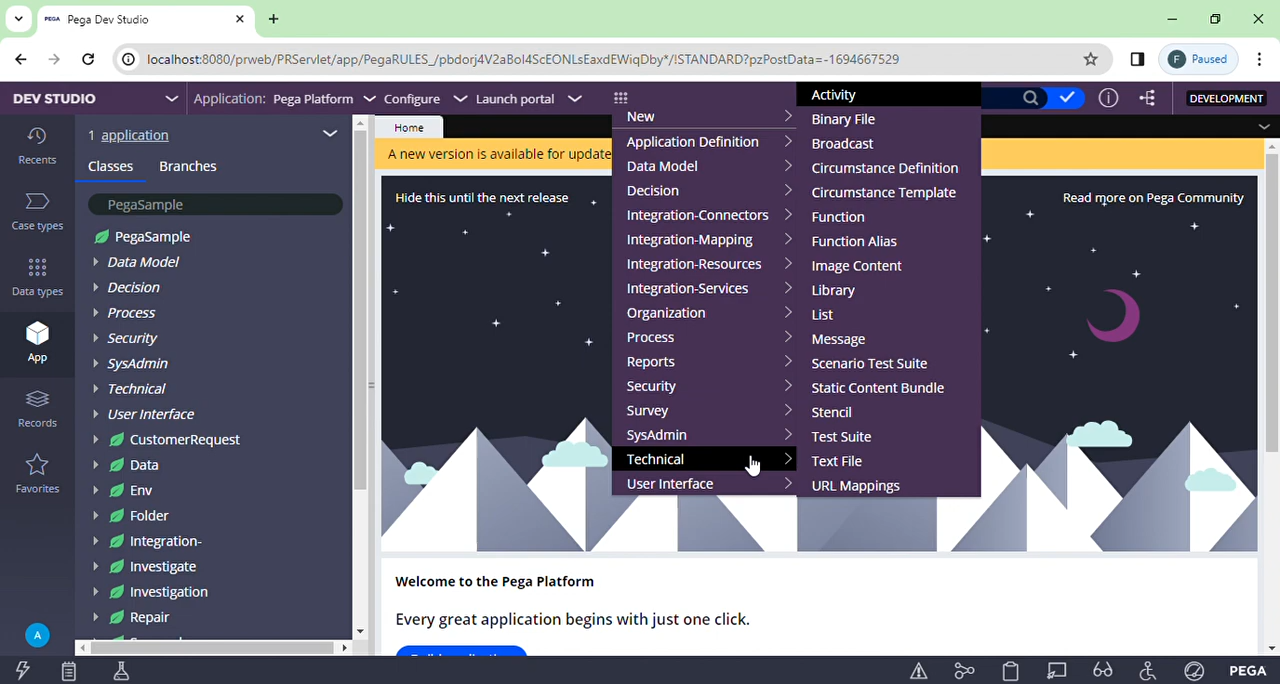 PEGA Pega Dev Studio
localhost:8080/prweb/PRServlet/app/PegaRULES_/pbdorj4V2aBol4ScEONLsEaxdEWiqDby*/!STANDARD?pzPostData=-1694667529
F Paused
DEV STUDIO
Application: Pega Platform
Configure
Launch portal
DEVELOPMENT
Recents
Case types
Data types
App
Records
Favorites
A
1 application
Classes
Branches
PegaSample
PegaSample
Data Model
Decision
Process
Security
SysAdmin
Technical
User Interface
CustomerRequest
Data
Env
Folder
Integration-
Investigate
Investigation
Repair
Home
A new version is available for update
Hide this until the next release
Read more on Pega Community
New
Application Definition
Data Model
Decision
Integration-Connectors
Integration-Mapping
Integration-Resources
Integration-Services
Organization
Process
Reports
Security
Survey
SysAdmin
Technical
User Interface
Activity
Binary File
Broadcast
Circumstance Definition
Circumstance Template
Function
Function Alias
Image Content
Library
List
Message
Scenario Test Suite
Static Content Bundle
Stencil
Test Suite
Text File
URL Mappings
Welcome to the Pega Platform
Every great application begins with just one click.
PEGA